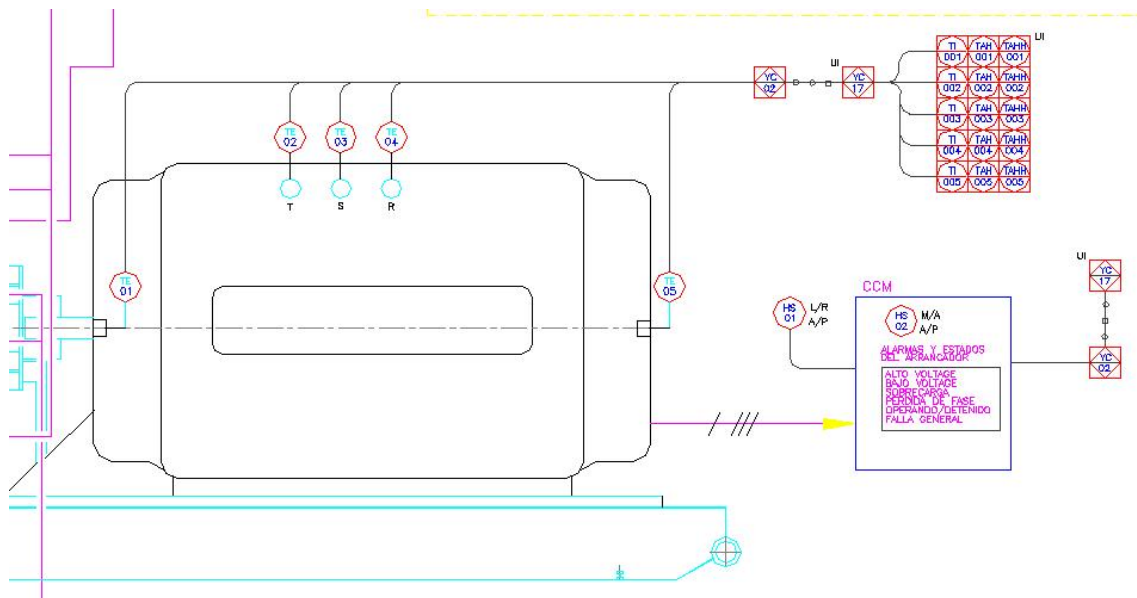 UI
TI TAH TAHH
001 001 001
TI TAH TAHH
002 002 002
TI TAH TAHH
003 003 003
TI TAH TAHH
004 004 004
TI TAH TAHH
005 005 005
UI
YC
02
YC
17
TE
02
TE
03
TE
04
T
S
R
TE
01
TE
05
UI
YC
17
YC
02
CCM
HS
01
L/R
A/P
HS
02
M/A
A/P
ALARMAS Y ESTADOS
DEL ARRANCADOR
ALTO VOLTAGE
BAJO VOLTAGE
SOBRECARGA
PERDIDA DE FASE
OPERANDO/DETENIDO
FALLA GENERAL